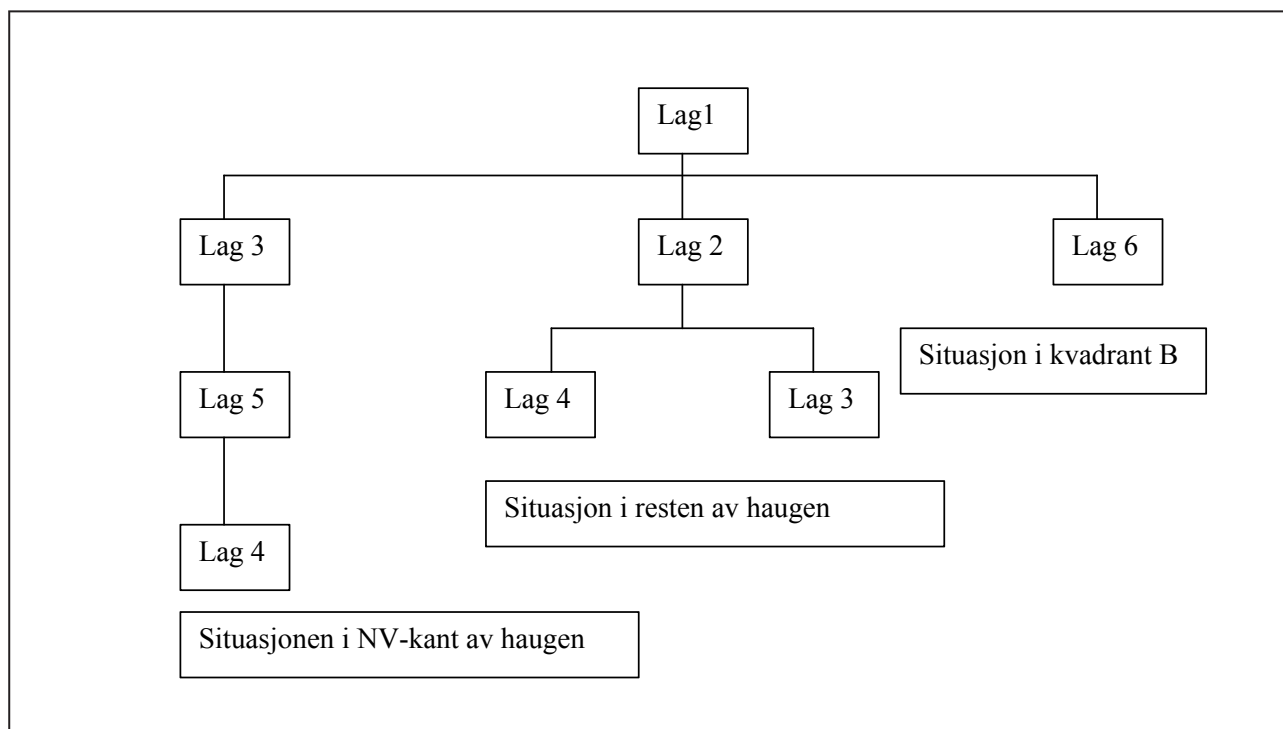 Lag1
Lag 3
Lag 2
Lag 6
Situasjon i kvadrant B
Lag 5
Lag 4
Lag 3
Situasjon i resten av haugen
Lag 4
Situasjonen i NV-kant av haugen